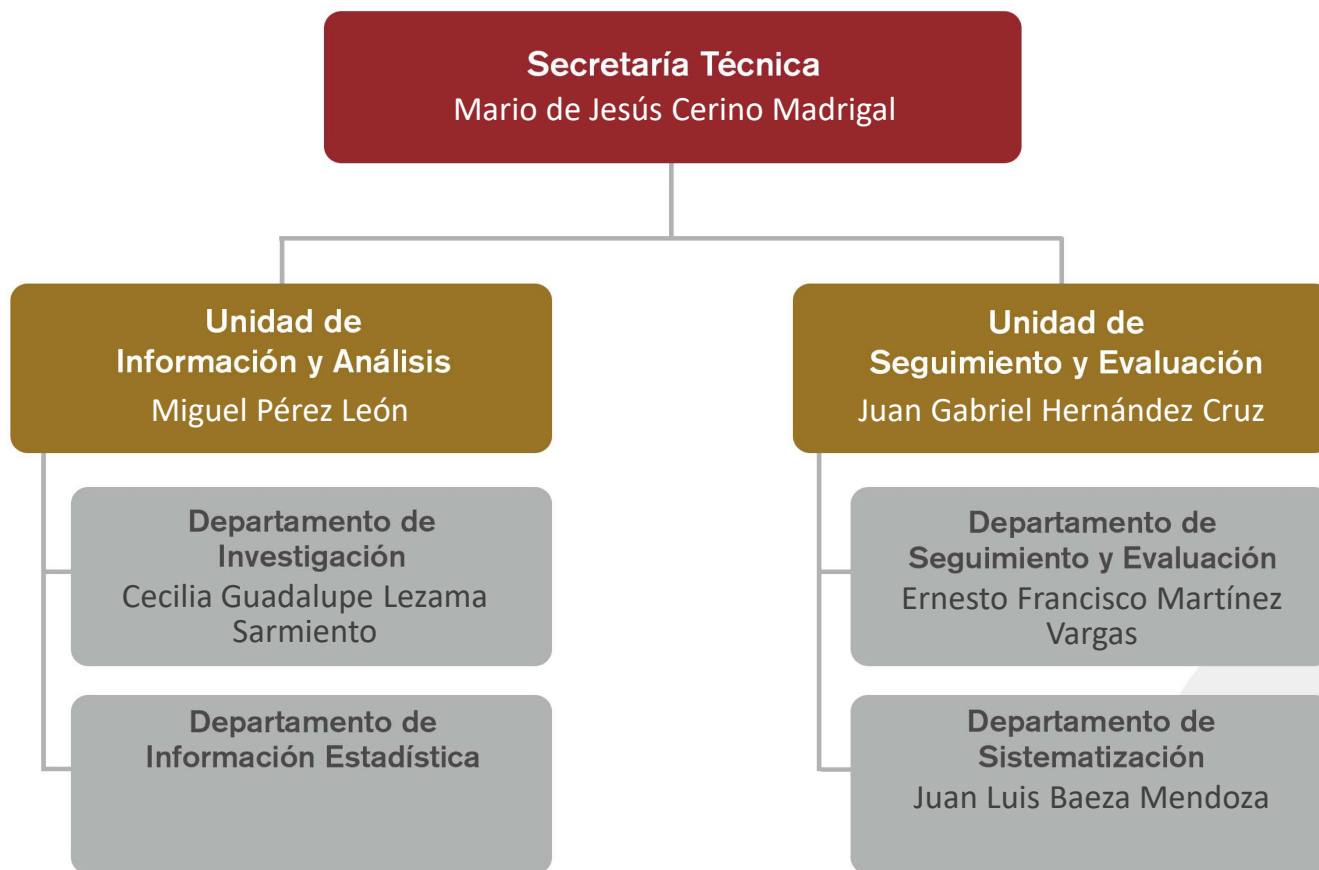 Secretaría Técnica
Mario de Jesús Cerino Madrigal
Unidad de
Información y Análisis
Miguel Pérez León
Unidad de
Seguimiento y Evaluación
Juan Gabriel Hernández Cruz
Departamento de
Investigación
Cecilia Guadalupe Lezama
Sarmiento
Departamento de
Seguimiento y Evaluación
Ernesto Francisco Martínez
Vargas
Departamento de
Información Estadística
Departamento de
Sistematización
Juan Luis Baeza Mendoza